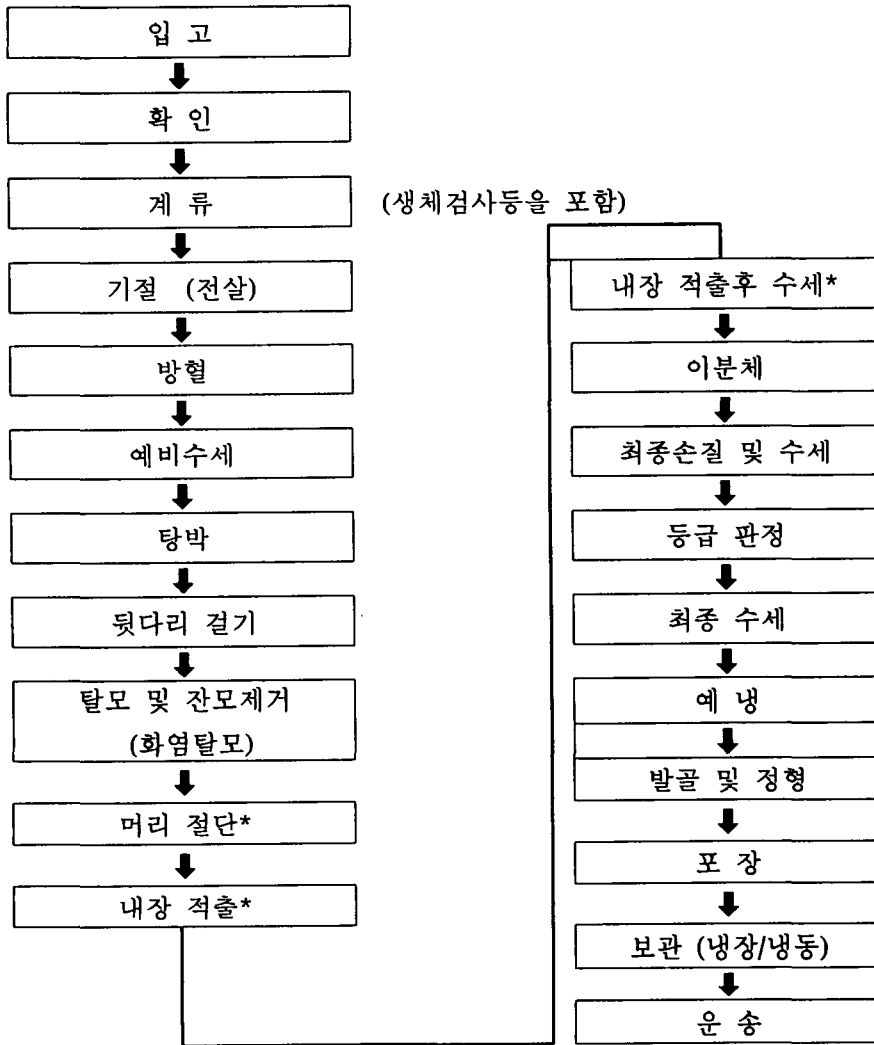 입 고
확 인
계 류
(생체검사등을 포함)
기절 (전살)
방혈
예비수세
탕박
뒷다리 걸기
탈모 및 잔모제거
(화염탈모)
머리 절단*
내장 적출*
내장 적출후 수세*
이분체
최종손질 및 수세
등급 판정
최종 수세
예 냉
발골 및 정형
포 장
보관 (냉장/냉동)
운 송